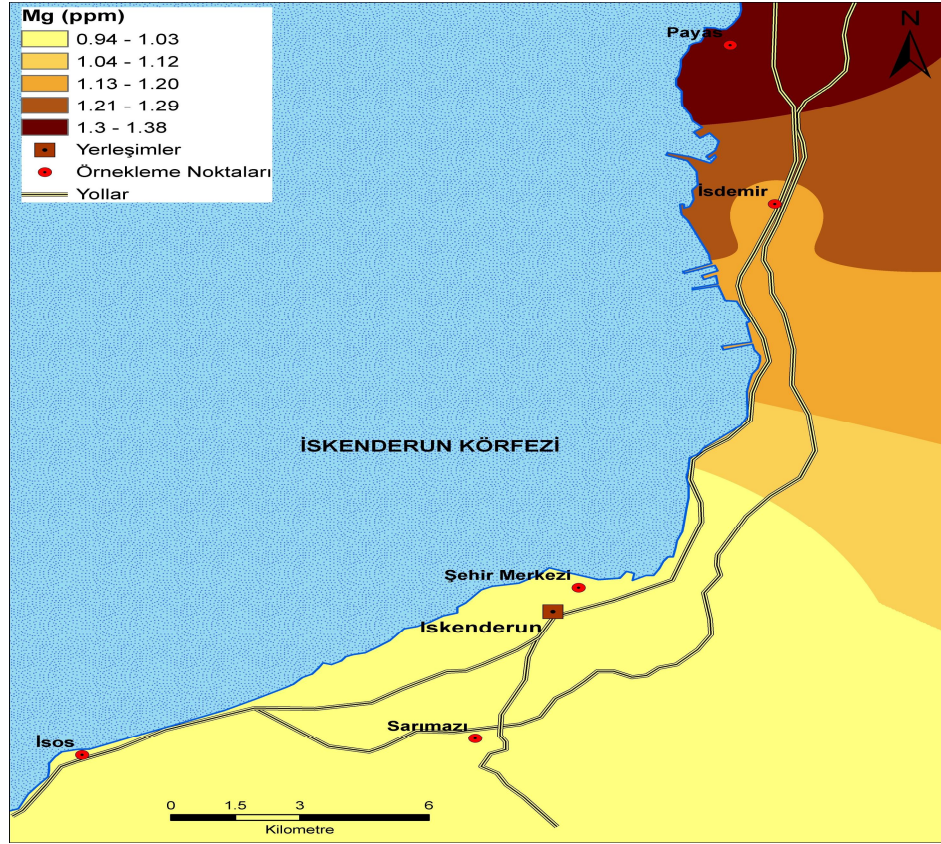 Mg (ppm)
0.94 - 1.03
1.04 - 1.12
1.13 - 1.20
1.21 - 1.29
1.3 - 1.38
Yerleşimler
Örnekleme Noktaları
Yollar
Payas
N
İsdemir
İSKENDERUN KÖRFEZİ
Şehir Merkezi
İskenderun
Sarımazı
İsos
0 1.5 3 6
Kilometre